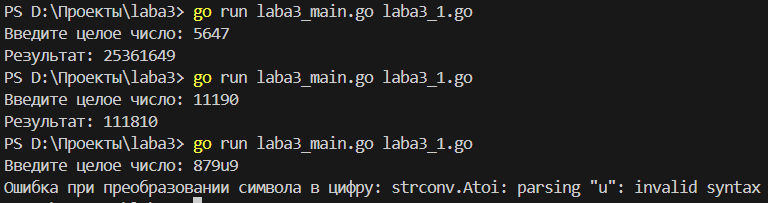 PS D:\Проекты\laba3> go run laba3_main.go laba3_1.go
Введите целое число: 5647
Результат: 25361649
PS D:\Проекты\laba3> go run laba3_main.go laba3_1.go
Введите целое число: 11190
Результат: 111810
PS D:\Проекты\laba3> go run laba3_main.go laba3_1.go
Введите целое число: 879u9
Ошибка при преобразовании символа в цифру: strconv.Atoi: parsing "u": invalid syntax